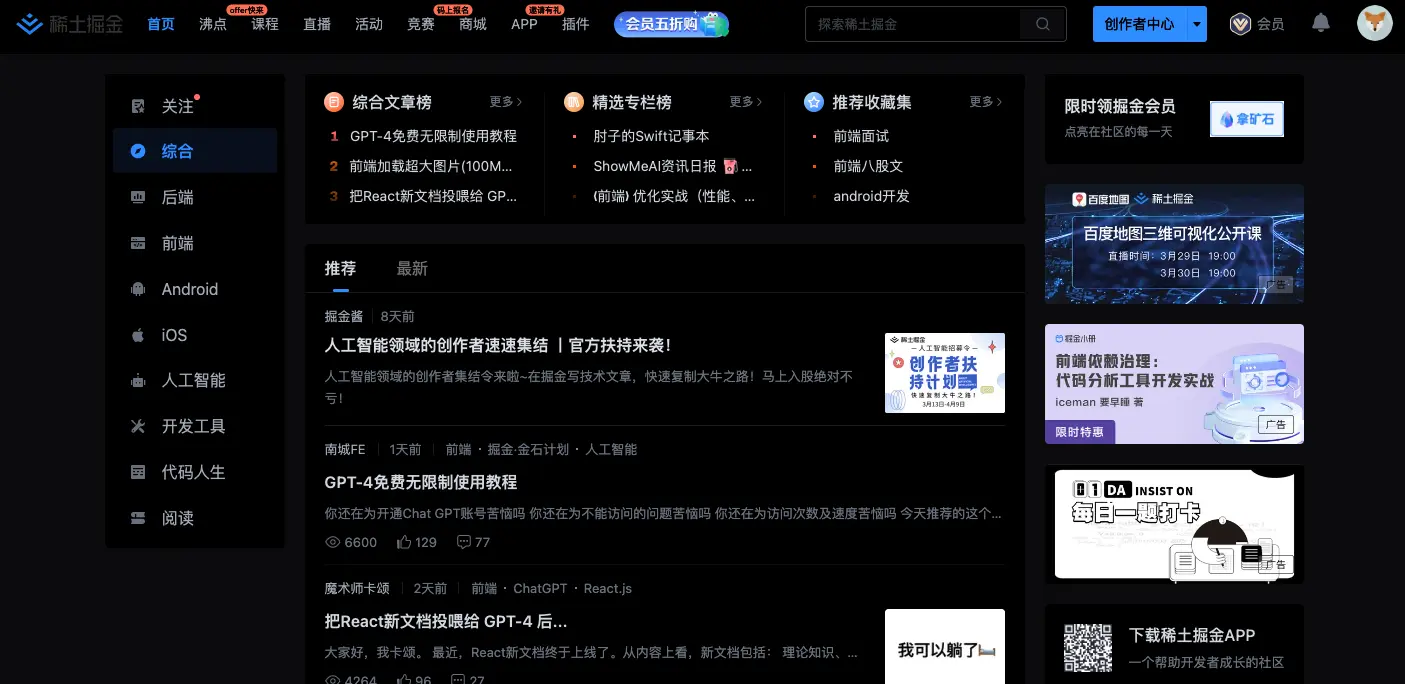 稀土掘金
首页
沸点
offer快来
课程
直播
活动
竞赛
码上报名
商城
邀请有礼
APP
插件
会员五折购
探索稀土掘金
创作者中心
会员
关注
综合
后端
前端
Android
iOS
人工智能
开发工具
代码人生
阅读
综合文章榜
更多
1 GPT-4免费无限制使用教程
2 前端加载超大图片(100M...
3 把React新文档投喂给 GP...
精选专栏榜
更多
肘子的Swift记事本
ShowMeAI资讯日报 ...
(前端) 优化实战（性能、...
推荐收藏集
更多
前端面试
前端八股文
android开发
推荐
最新
掘金酱
8天前
人工智能领域的创作者速速集结 丨官方扶持来袭！
人工智能领域的创作者集结令来啦~在掘金写技术文章，快速复制大牛之路！马上入股绝对不
亏！
稀土掘金
人工智能招募令
创作者扶
持计划
快速复制大牛之路！
3月13日-4月9日
南城FE
1天前
前端 · 掘金·金石计划 · 人工智能
GPT-4免费无限制使用教程
你还在为开通Chat GPT账号苦恼吗 你还在为不能访问的问题苦恼吗 你还在为访问次数及速度苦恼吗 今天推荐的这个...
6600
129
77
魔术师卡颂
2天前
前端 · ChatGPT · React.js
把React新文档投喂给 GPT-4 后...
大家好，我卡颂。 最近，React新文档终于上线了。从内容上看，新文档包括： 理论知识、...
4264
96
27
我可以躺了
限时领掘金会员
点亮在社区的每一天
拿矿石
百度地图 稀土掘金
百度地图三维可视化公开课
直播时间：3月29日 19:00
3月30日 19:00
广告
掘金小册
前端依赖治理：
代码分析工具开发实战
iceman 要早睡 著
限时特惠
广告
01 DA INSIST ON
每日一题打卡
广告
下载稀土掘金APP
一个帮助开发者成长的社区